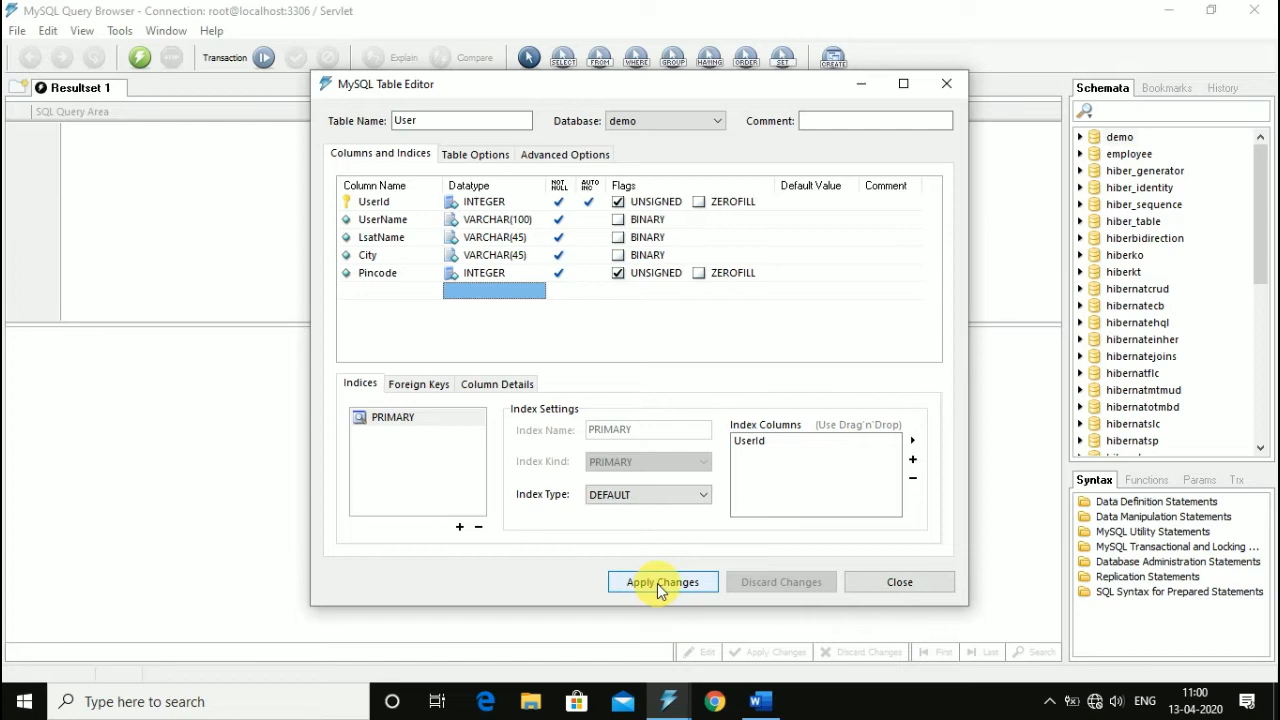 MySQL Query Browser - Connection: root@localhost:3306 / Servlet
File Edit View Tools Window Help
Transaction Explain Compare SELECT FROM WHERE GROUP HAVING ORDER SET CREATE
Resultset 1
SQL Query Area
MySQL Table Editor
Table Name: User Database: demo Comment:
Columns and Indices Table Options Advanced Options
Column Name Datatype NOT NULL AUTO INC Flags Default Value Comment
UserId INTEGER UNSIGNED ZEROFILL
UserName VARCHAR(100) BINARY
LsatName VARCHAR(45) BINARY
City VARCHAR(45) BINARY
Pincode INTEGER UNSIGNED ZEROFILL
Indices Foreign Keys Column Details
PRIMARY
Index Settings
Index Name: PRIMARY
Index Kind: PRIMARY
Index Type: DEFAULT
Index Columns (Use Drag'n'Drop)
UserId
Apply Changes Discard Changes Close
Schemata Bookmarks History
demo
employee
hiber_generator
hiber_identity
hiber_sequence
hiber_table
hiberbidirection
hiberko
hiberkt
hibernatcrud
hibernatecb
hibernatehql
hibernateinher
hibernatejoins
hibernatflc
hibernatmtmud
hibernatotmbd
hibernatslc
hibernatsp
Syntax Functions Params Trx
Data Definition Statements
Data Manipulation Statements
MySQL Utility Statements
MySQL Transactional and Locking ...
Database Administration Statements
Replication Statements
SQL Syntax for Prepared Statements
Edit Apply Changes Discard Changes First Last Search
Type here to search
ENG
11:00
13-04-2020